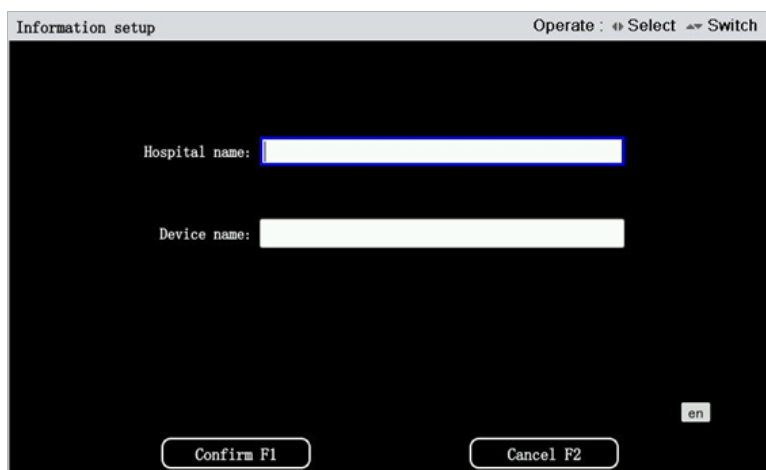 Information setup Operate : Select Switch
Hospital name:
Device name:
en
Confirm F1 Cancel F2